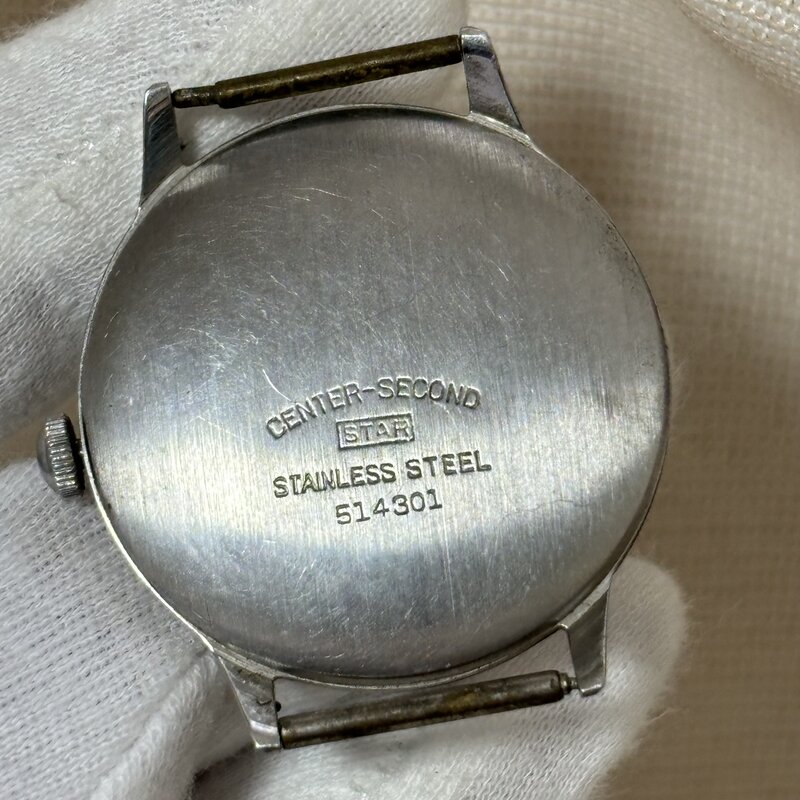 CENTER-SECOND
STAR
STAINLESS STEEL
514301